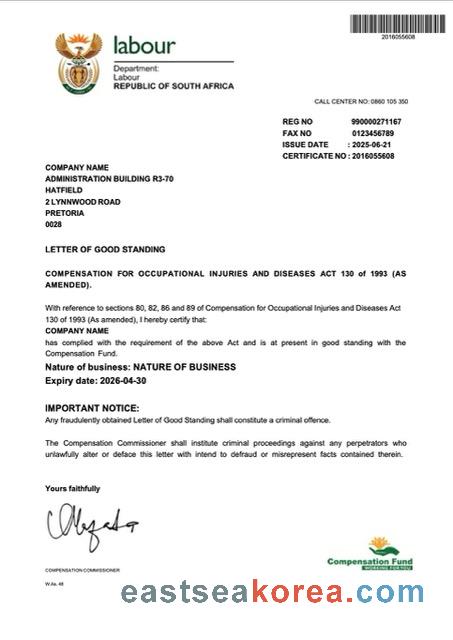 2016055608
labour
Department:
Labour
REPUBLIC OF SOUTH AFRICA
CALL CENTER NO: 0860 105 350
REG NO 990000271167
FAX NO 0123456789
ISSUE DATE : 2025-06-21
CERTIFICATE NO : 2016055608
COMPANY NAME
ADMINISTRATION BUILDING R3-70
HATFIELD
2 LYNNWOOD ROAD
PRETORIA
0028
LETTER OF GOOD STANDING
COMPENSATION FOR OCCUPATIONAL INJURIES AND DISEASES ACT 130 of 1993 (AS
AMENDED).
With reference to sections 80, 82, 86 and 89 of Compensation for Occupational Injuries and Diseases Act
130 of 1993 (As amended), I hereby certify that:
COMPANY NAME
has complied with the requirement of the above Act and is at present in good standing with the
Compensation Fund.
Nature of business: NATURE OF BUSINESS
Expiry date: 2026-04-30
IMPORTANT NOTICE:
Any fraudulently obtained Letter of Good Standing shall constitute a criminal offence.
The Compensation Commissioner shall institute criminal proceedings against any perpetrators who
unlawfully alter or deface this letter with intend to defraud or misrepresent facts contained therein.
Yours faithfully
COMPENSATION COMMISSIONER
W.As. 48
Compensation Fund
WORKING FOR YOU
eastseakorea.com